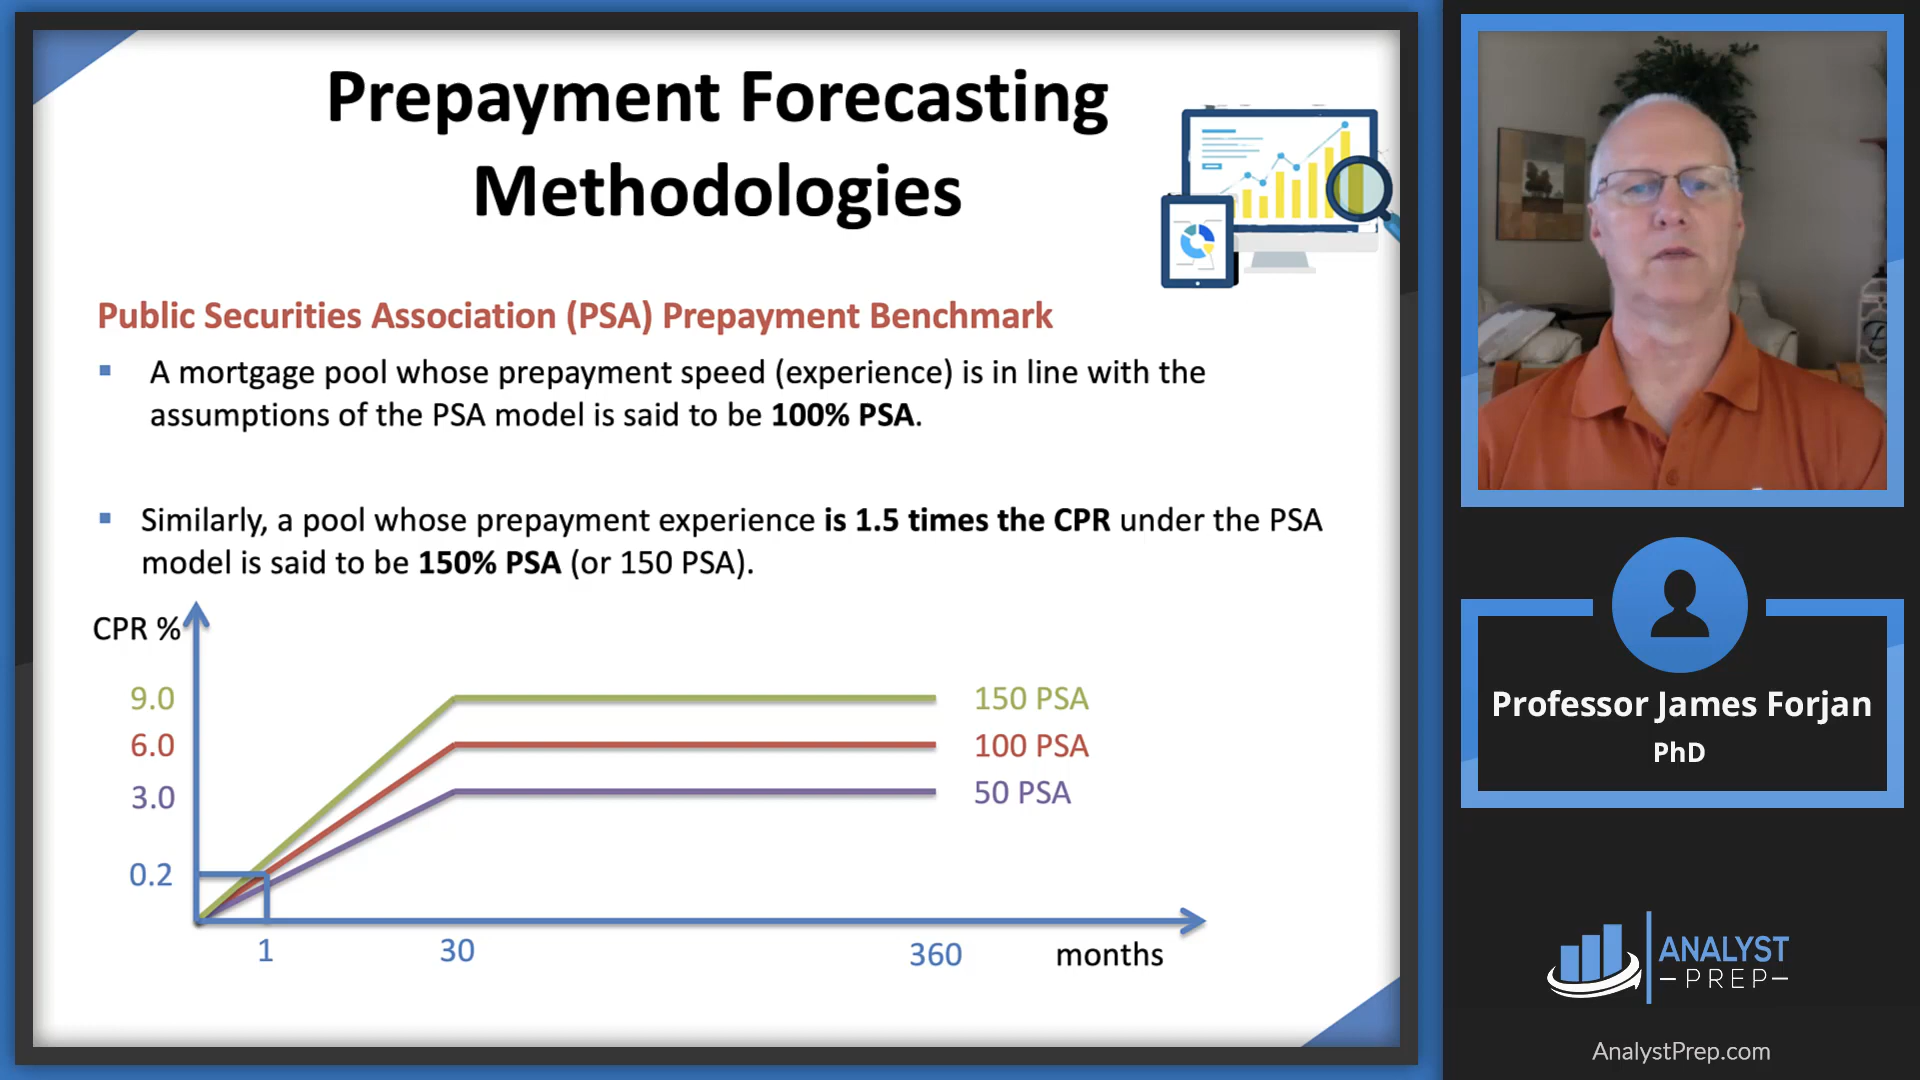 Prepayment Forecasting
Methodologies
Public Securities Association (PSA) Prepayment Benchmark
A mortgage pool whose prepayment speed (experience) is in line with the
assumptions of the PSA model is said to be 100% PSA.
Similarly, a pool whose prepayment experience is 1.5 times the CPR under the PSA
model is said to be 150% PSA (or 150 PSA).
CPR %
9.0
150 PSA
6.0
100 PSA
3.0
50 PSA
0.2
1
30
360
months
Professor James Forjan
PhD
ANALYST
PREP
AnalystPrep.com